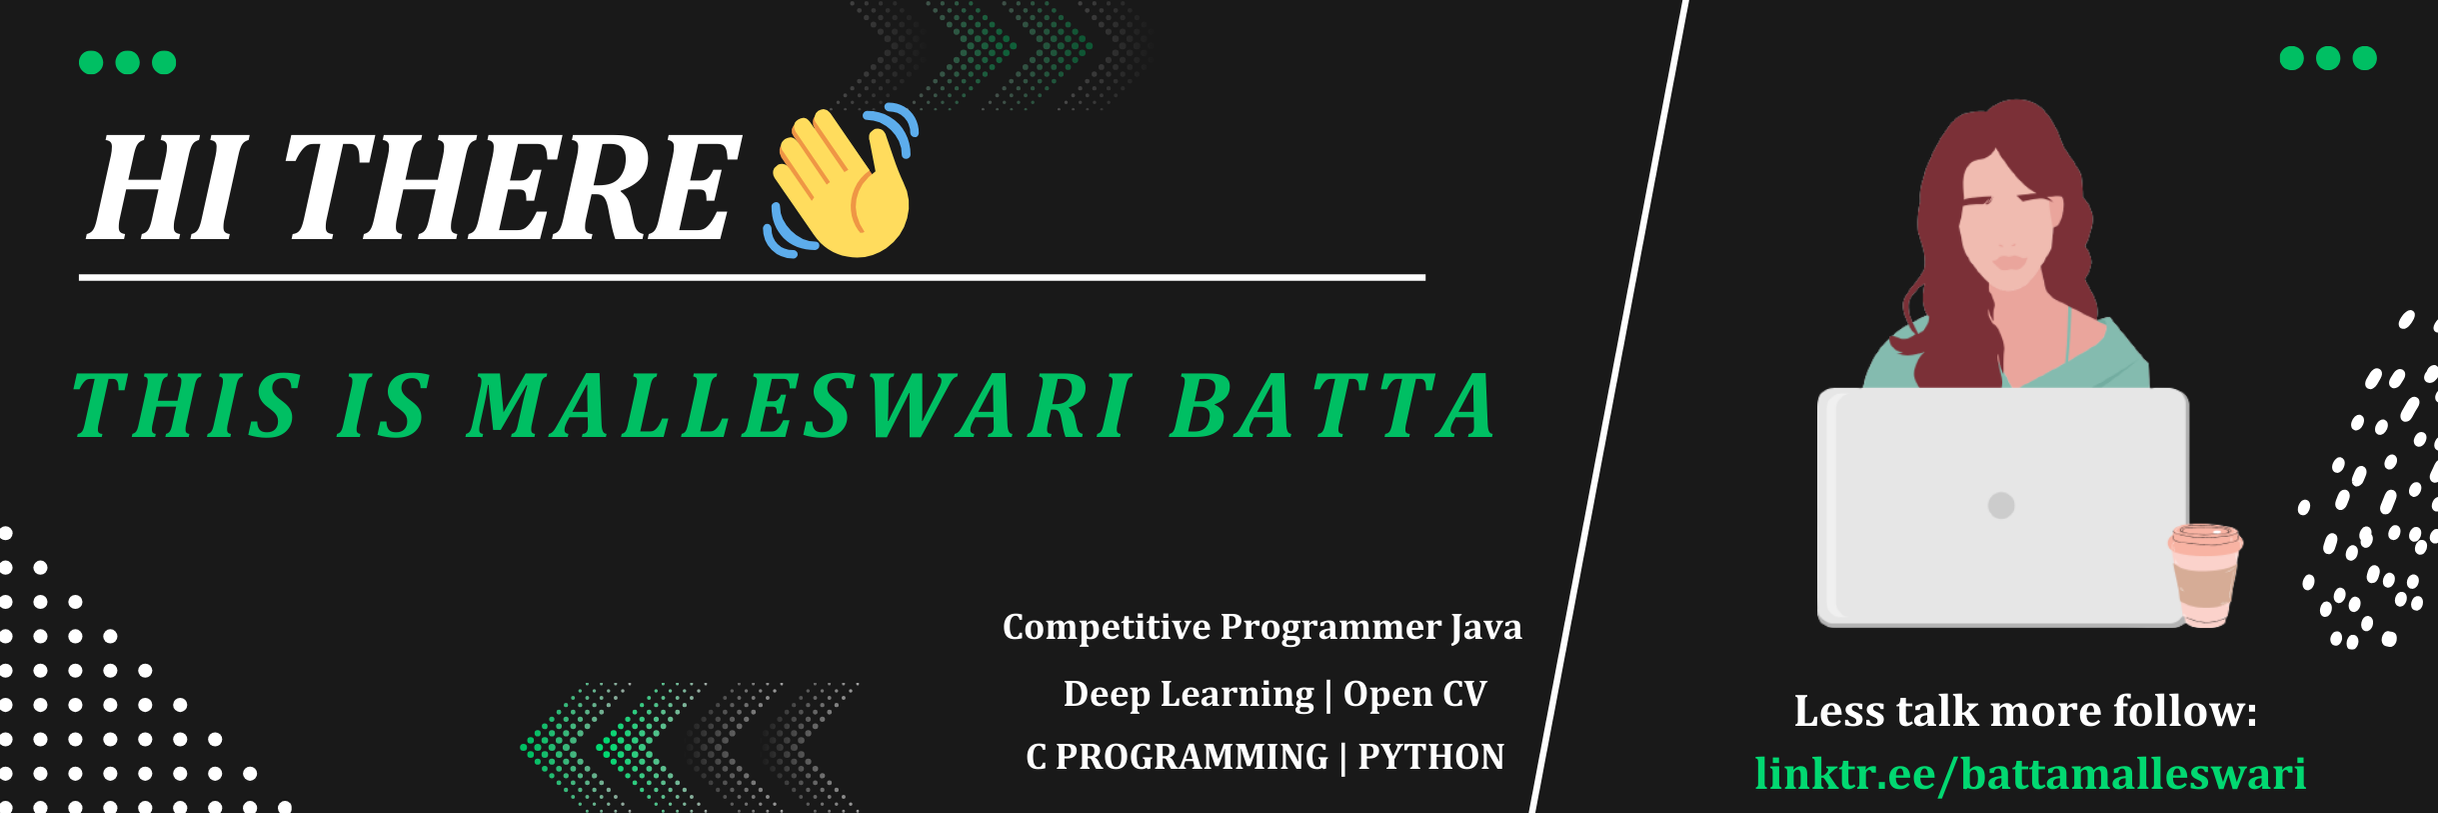 HI THERE
THIS IS MALLESWARI BATTA
Competitive Programmer Java
Deep Learning | Open CV
C PROGRAMMING | PYTHON
Less talk more follow:
linktr.ee/battamalleswari